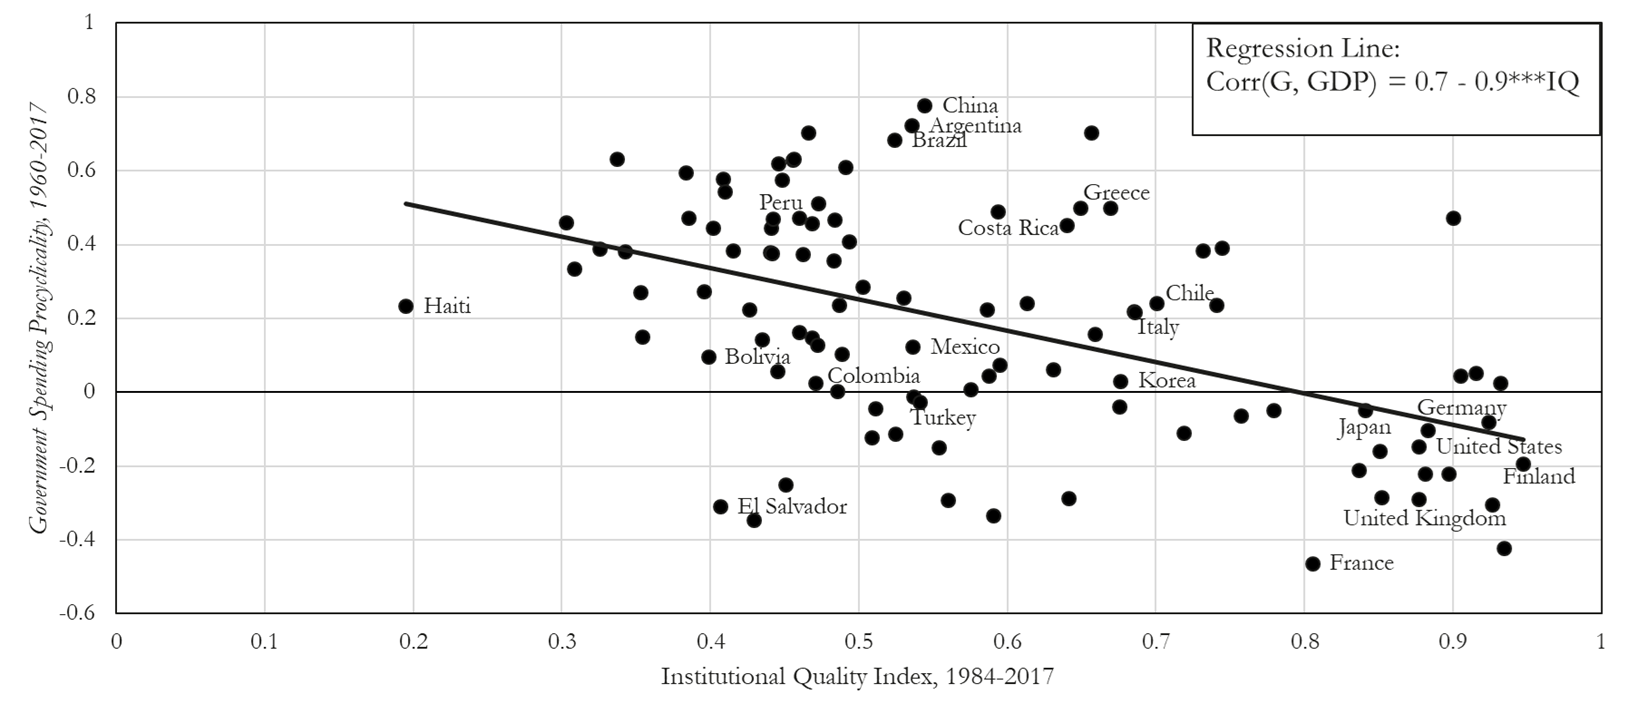 Government Spending Procyclicality, 1960-2017
1
0.8
0.6
0.4
0.2
0
-0.2
-0.4
-0.6
Regression Line:
Corr(G, GDP) = 0.7 - 0.9***IQ
China
Argentina
Brazil
Peru
Greece
Costa Rica
Haiti
Chile
Italy
Mexico
Bolivia
Colombia
Korea
Turkey
Germany
Japan
United States
Finland
El Salvador
United Kingdom
France
0 0.1 0.2 0.3 0.4 0.5 0.6 0.7 0.8 0.9 1
Institutional Quality Index, 1984-2017